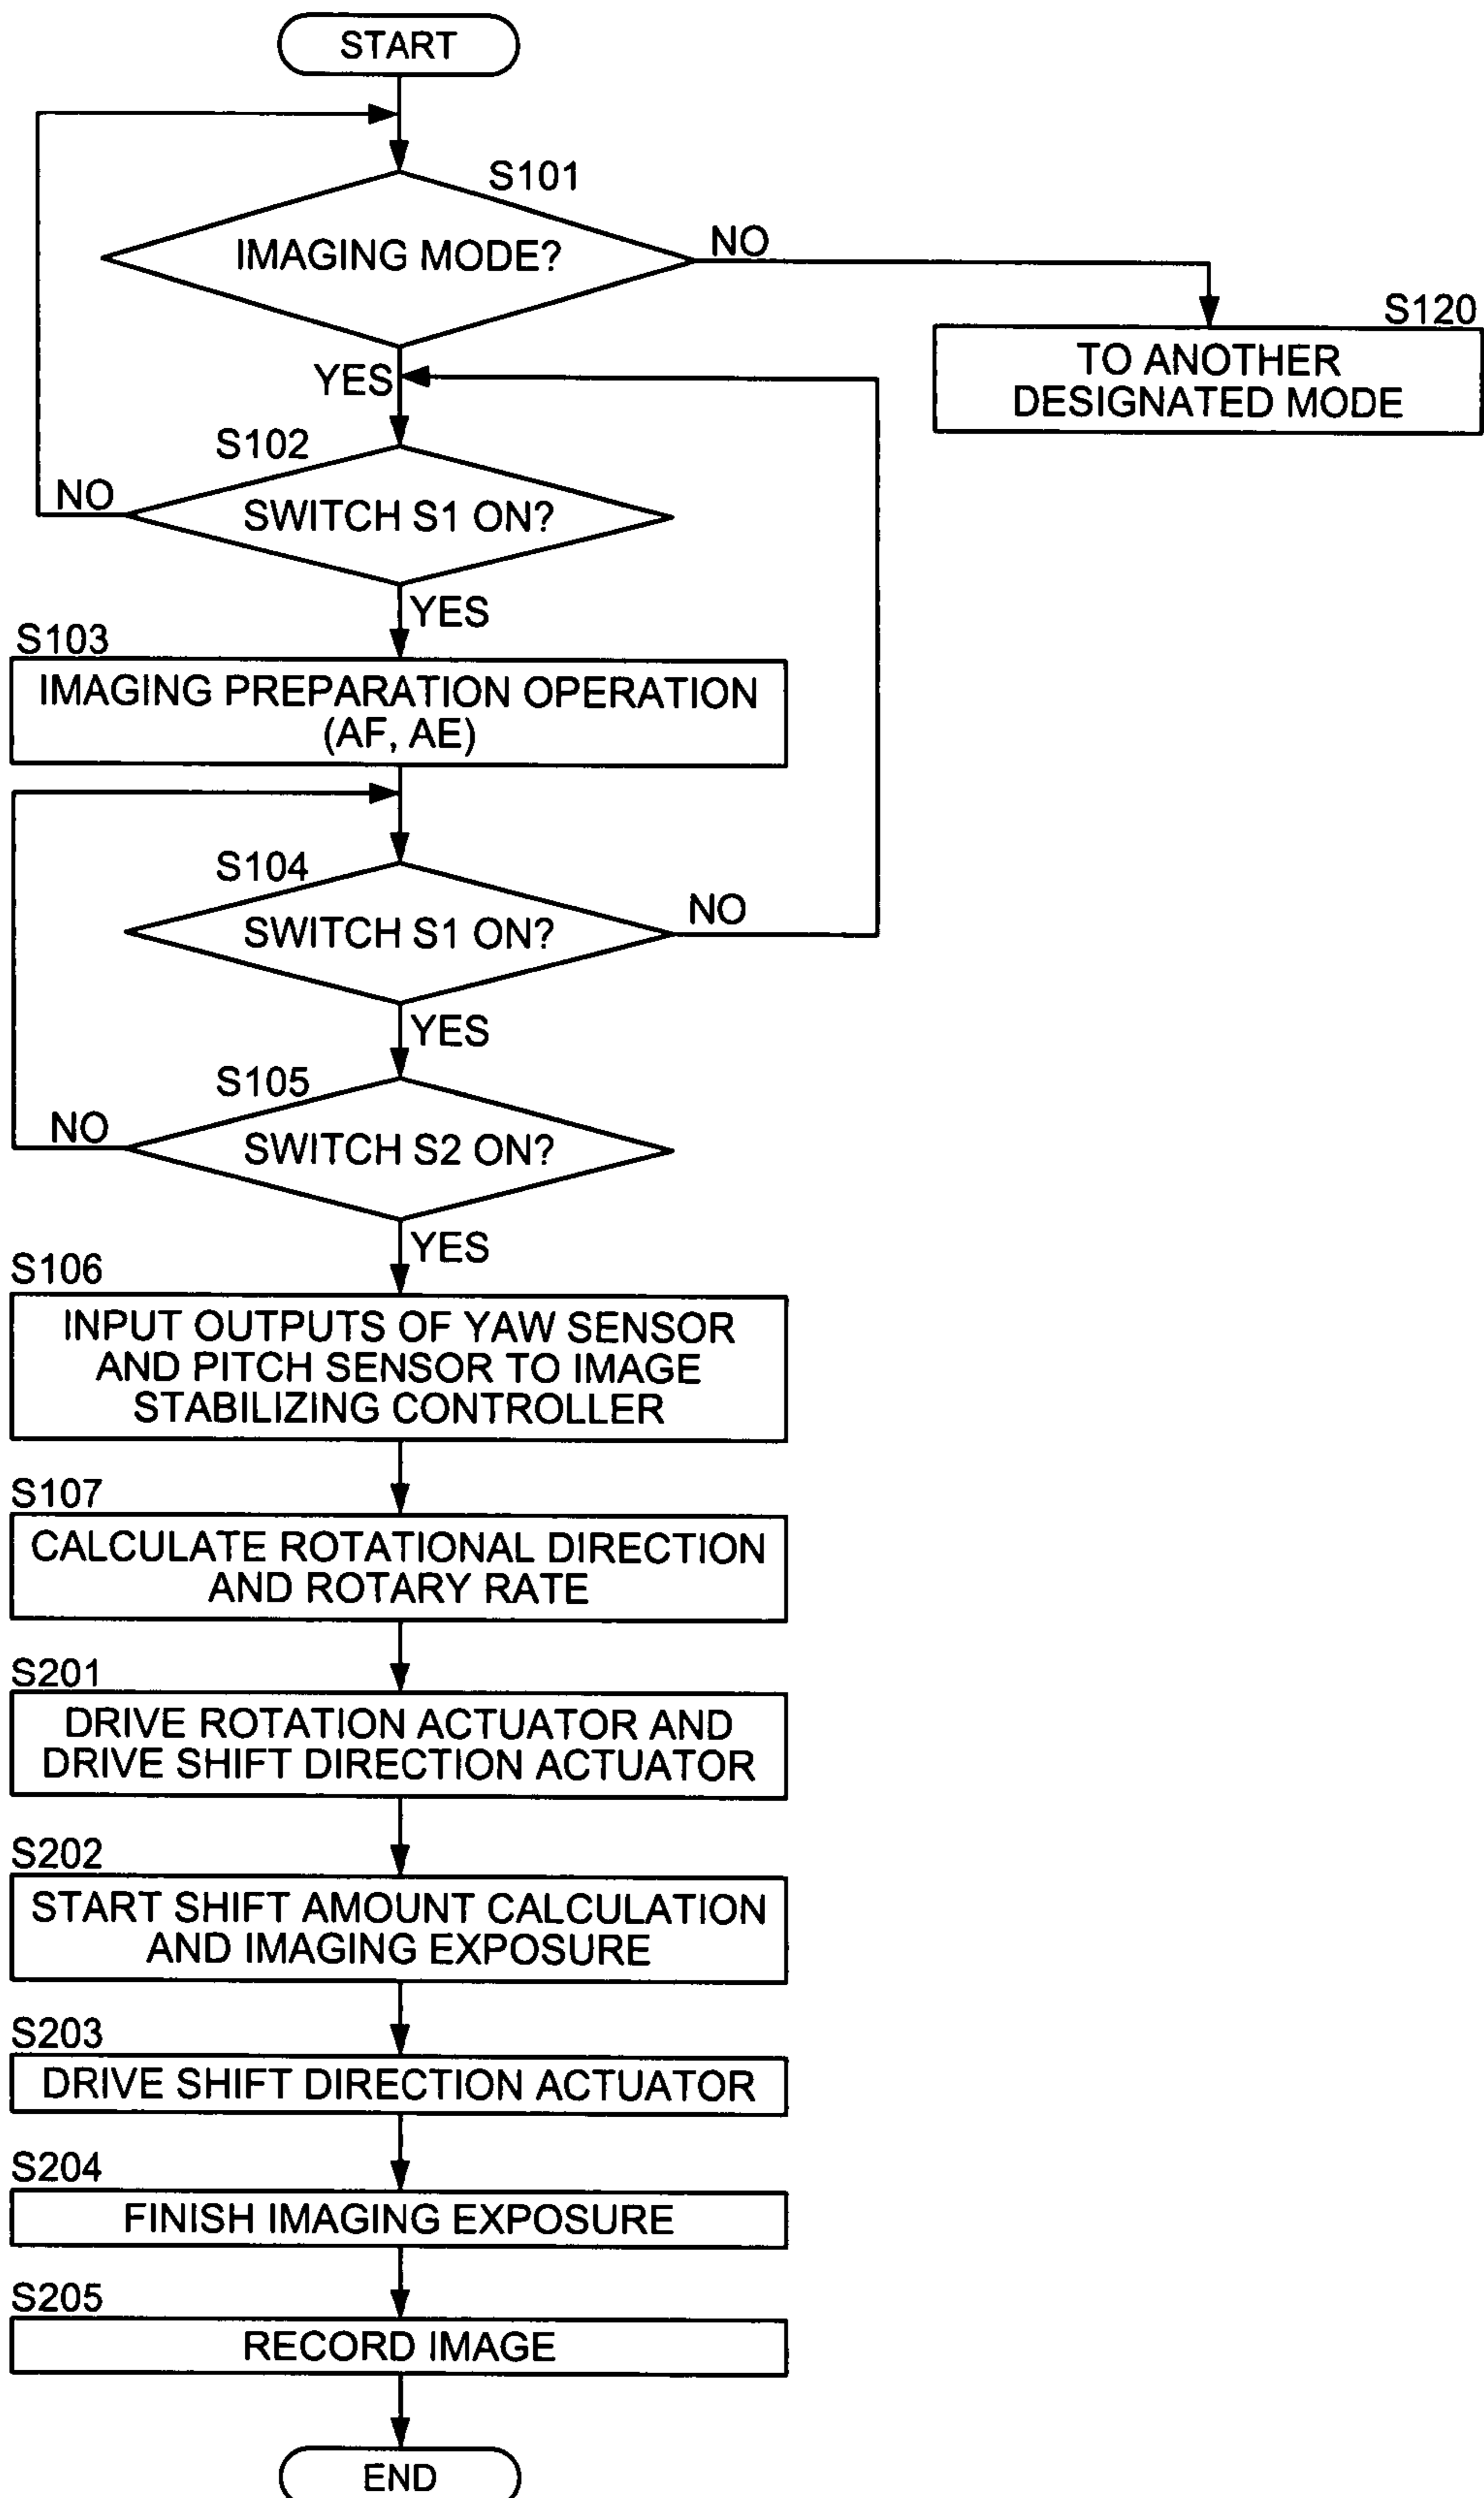 START
S101
IMAGING MODE?
NO
S120
TO ANOTHER
DESIGNATED MODE
YES
S102
NO
SWITCH S1 ON?
YES
S103
IMAGING PREPARATION OPERATION
(AF, AE)
S104
SWITCH S1 ON?
NO
YES
S105
NO
SWITCH S2 ON?
YES
S106
INPUT OUTPUTS OF YAW SENSOR
AND PITCH SENSOR TO IMAGE
STABILIZING CONTROLLER
S107
CALCULATE ROTATIONAL DIRECTION
AND ROTARY RATE
S201
DRIVE ROTATION ACTUATOR AND
DRIVE SHIFT DIRECTION ACTUATOR
S202
START SHIFT AMOUNT CALCULATION
AND IMAGING EXPOSURE
S203
DRIVE SHIFT DIRECTION ACTUATOR
S204
FINISH IMAGING EXPOSURE
S205
RECORD IMAGE
END